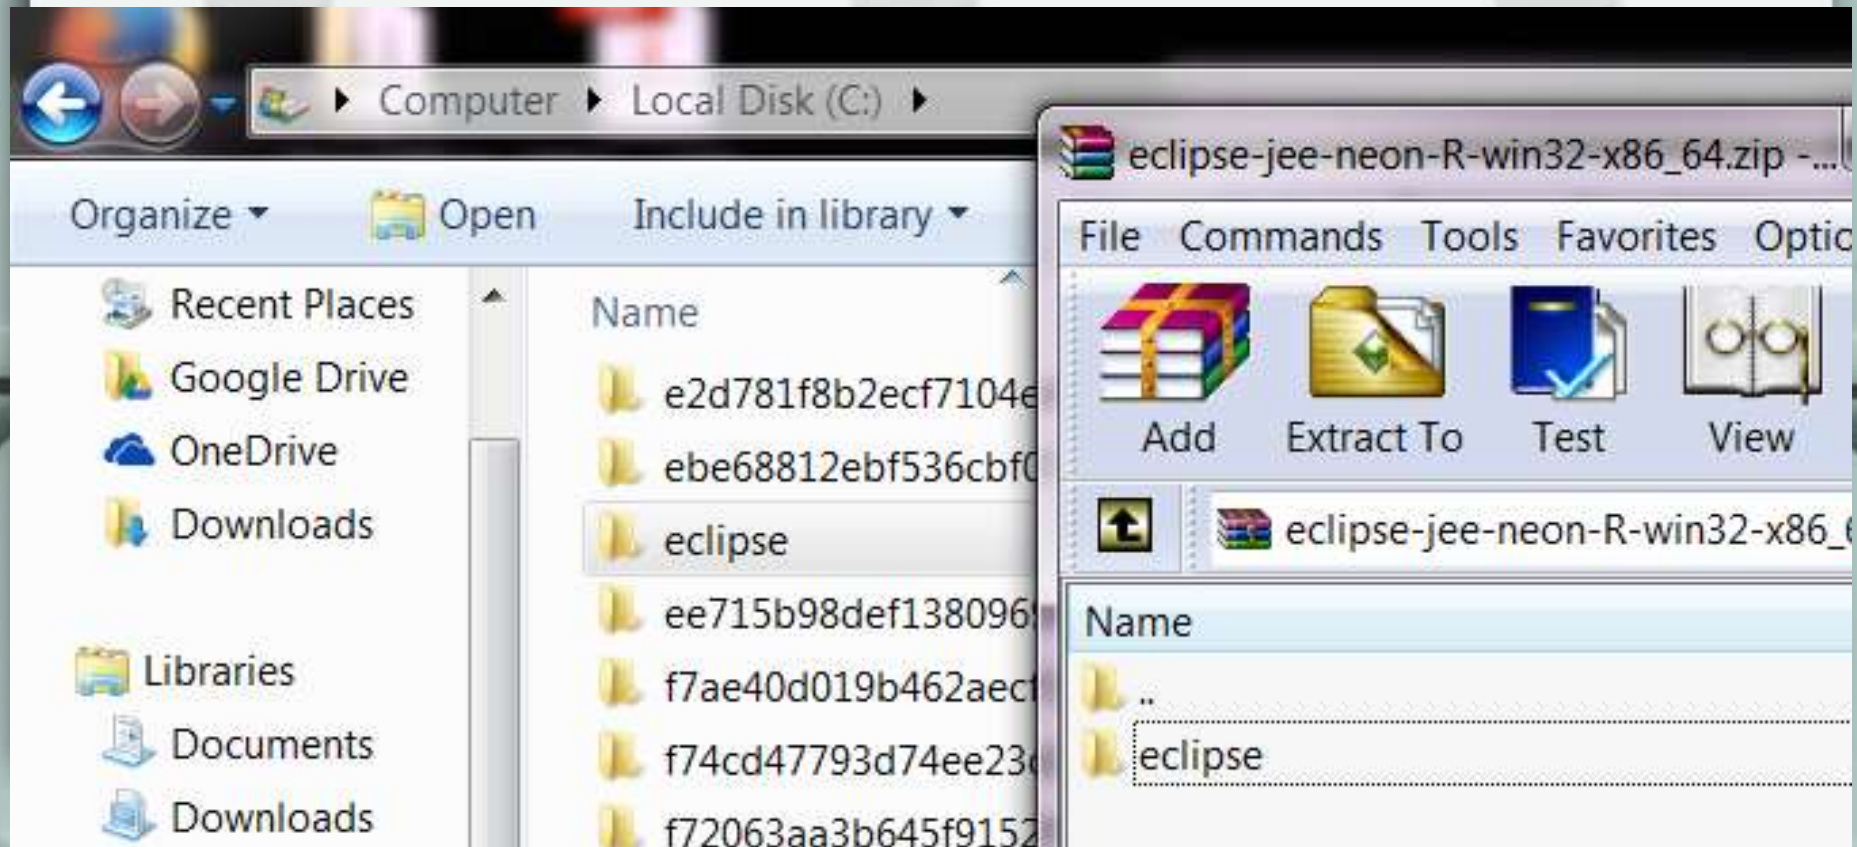 Computer Local Disk (C:)
Organize Open Include in library
Recent Places
Google Drive
OneDrive
Downloads
Libraries
Documents
Downloads
Name
e2d781f8b2ecf7104e
ebe68812ebf536cbf0
eclipse
ee715b98def138096
f7ae40d019b462aec
f74cd47793d74ee23
f72063aa3b645f9152
eclipse-jee-neon-R-win32-x86_64.zip -...
File Commands Tools Favorites Optio
Add Extract To Test View
eclipse-jee-neon-R-win32-x86_6
Name
..
eclipse